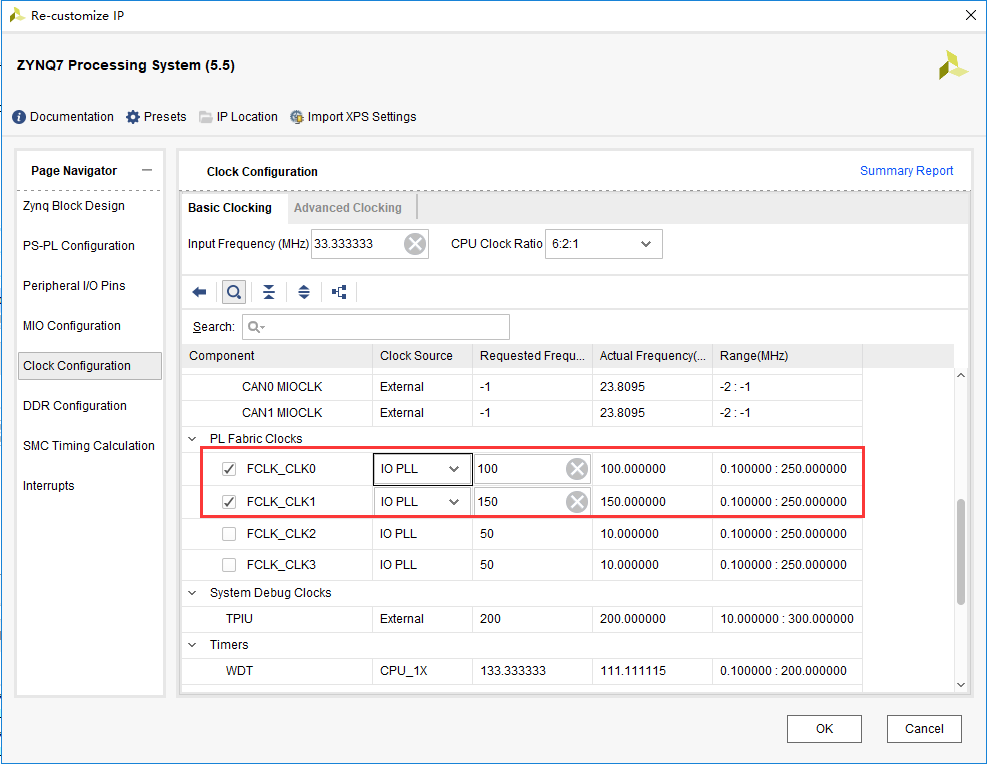 Re-customize IP
ZYNQ7 Processing System (5.5)
Documentation Presets IP Location Import XPS Settings
Page Navigator
Zynq Block Design
PS-PL Configuration
Peripheral I/O Pins
MIO Configuration
Clock Configuration
DDR Configuration
SMC Timing Calculation
Interrupts
Clock Configuration Summary Report
Basic Clocking Advanced Clocking
Input Frequency (MHz) 33.333333 CPU Clock Ratio 6:2:1
Search:
Component Clock Source Requested Frequ... Actual Frequency(... Range(MHz)
CAN0 MIOCLK External -1 23.8095 -2 : -1
CAN1 MIOCLK External -1 23.8095 -2 : -1
PL Fabric Clocks
FCLK_CLK0 IO PLL 100 100.000000 0.100000 : 250.000000
FCLK_CLK1 IO PLL 150 150.000000 0.100000 : 250.000000
FCLK_CLK2 IO PLL 50 10.000000 0.100000 : 250.000000
FCLK_CLK3 IO PLL 50 10.000000 0.100000 : 250.000000
System Debug Clocks
TPIU External 200 200.000000 10.000000 : 300.000000
Timers
WDT CPU_1X 133.333333 111.111115 0.100000 : 200.000000
OK Cancel